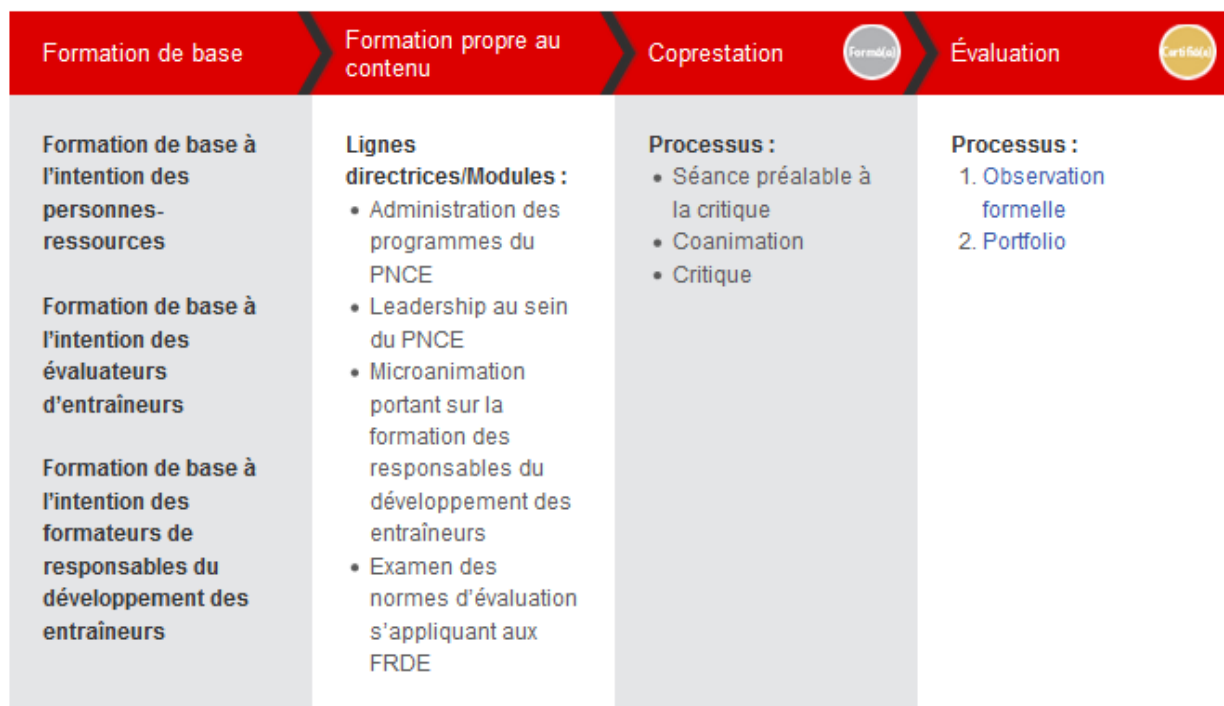 Formation de base
Formation propre au
contenu
Coprestation
Formé(e)
Évaluation
Certifié(e)
Formation de base à
l'intention des
personnes-
ressources
Formation de base à
l'intention des
évaluateurs
d'entraîneurs
Formation de base à
l'intention des
formateurs de
responsables du
développement des
entraîneurs
Lignes
directrices/Modules :
• Administration des
programmes du
PNCE
• Leadership au sein
du PNCE
• Microanimation
portant sur la
formation des
responsables du
développement des
entraîneurs
• Examen des
normes d'évaluation
s'appliquant aux
FRDE
Processus :
• Séance préalable à
la critique
• Coanimation
• Critique
Processus :
1. Observation
formelle
2. Portfolio